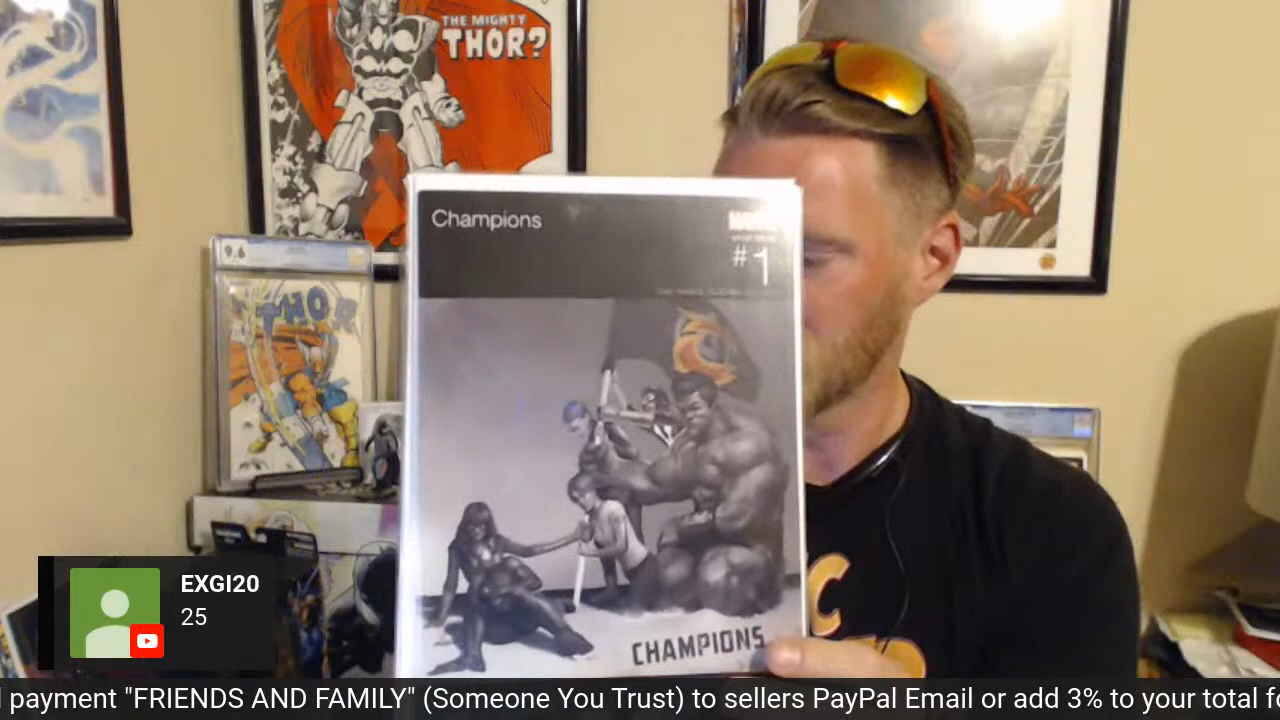 THE MIGHTY
THOR?
9.6
THOR
Champions
MARVEL
#1
CHAMPIONS
EXGI20
25
payment "FRIENDS AND FAMILY" (Someone You Trust) to sellers PayPal Email or add 3% to your total